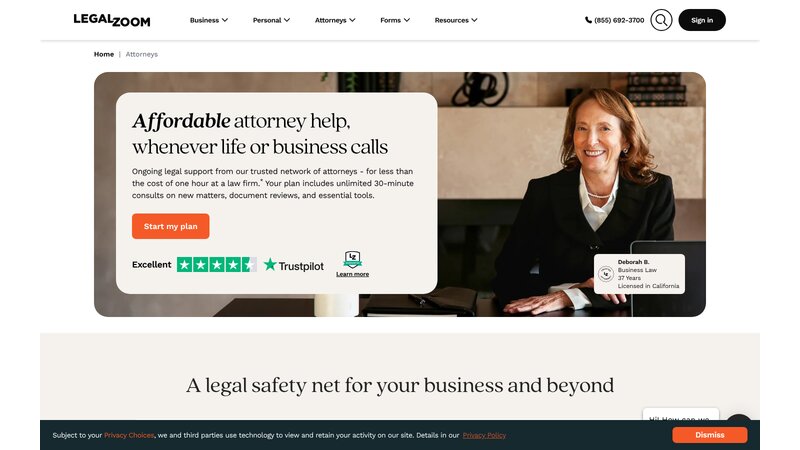 LEGALZOOM
Business Personal Attorneys Forms Resources
(855) 692-3700
Sign in
Home | Attorneys
Affordable attorney help,
whenever life or business calls
Ongoing legal support from our trusted network of attorneys - for less than
the cost of one hour at a law firm.* Your plan includes unlimited 30-minute
consults on new matters, document reviews, and essential tools.
Start my plan
Excellent
Trustpilot
LZ
Learn more
Deborah B.
Business Law
37 Years
Licensed in California
A legal safety net for your business and beyond
Hi! How can we
Subject to your Privacy Choices, we and third parties use technology to view and retain your activity on our site. Details in our Privacy Policy
Dismiss